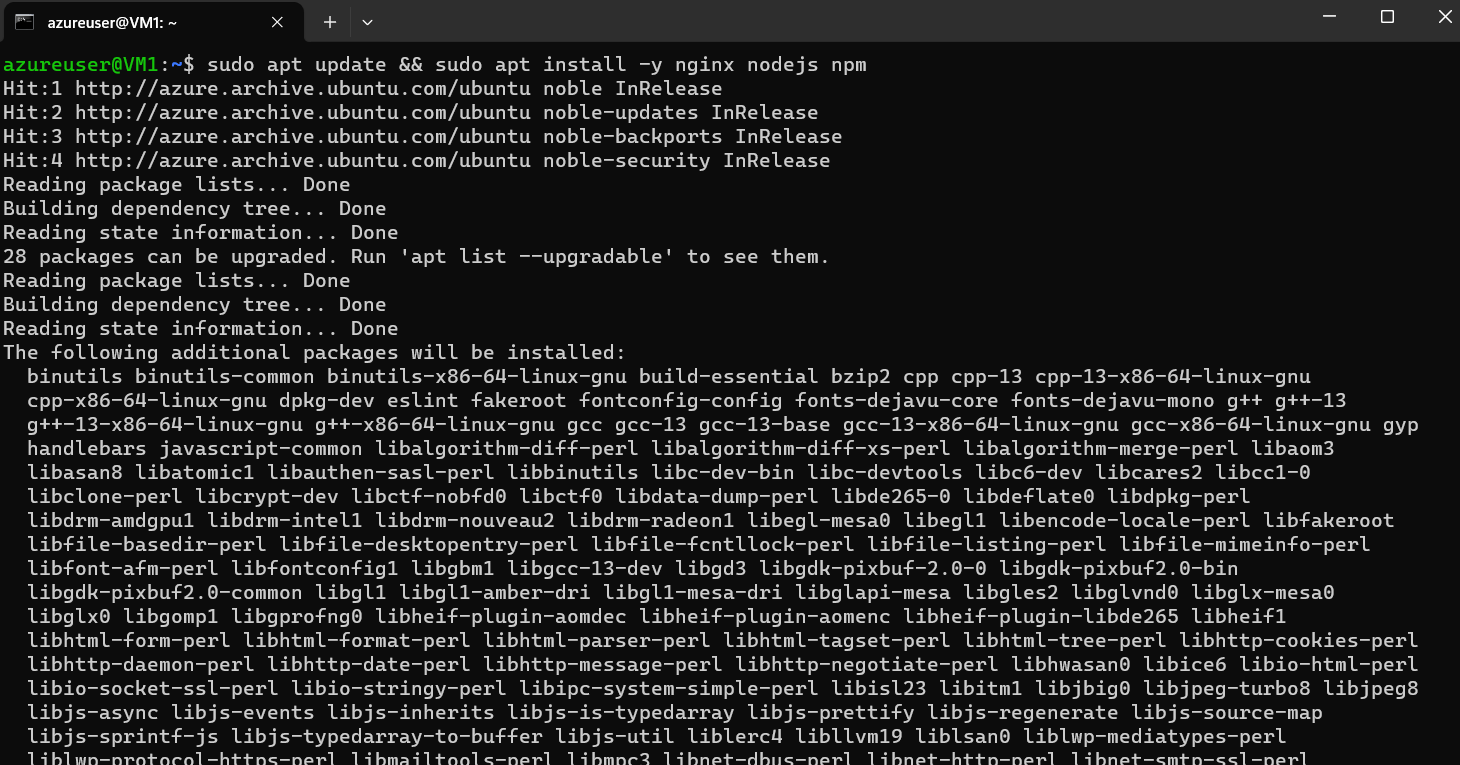 azureuser@VM1: ~
azureuser@VM1:~$ sudo apt update && sudo apt install -y nginx nodejs npm
Hit:1 http://azure.archive.ubuntu.com/ubuntu noble InRelease
Hit:2 http://azure.archive.ubuntu.com/ubuntu noble-updates InRelease
Hit:3 http://azure.archive.ubuntu.com/ubuntu noble-backports InRelease
Hit:4 http://azure.archive.ubuntu.com/ubuntu noble-security InRelease
Reading package lists... Done
Building dependency tree... Done
Reading state information... Done
28 packages can be upgraded. Run 'apt list --upgradable' to see them.
Reading package lists... Done
Building dependency tree... Done
Reading state information... Done
The following additional packages will be installed:
binutils binutils-common binutils-x86-64-linux-gnu build-essential bzip2 cpp cpp-13 cpp-13-x86-64-linux-gnu
cpp-x86-64-linux-gnu dpkg-dev eslint fakeroot fontconfig-config fonts-dejavu-core fonts-dejavu-mono g++ g++-13
g++-13-x86-64-linux-gnu g++-x86-64-linux-gnu gcc gcc-13 gcc-13-base gcc-13-x86-64-linux-gnu gcc-x86-64-linux-gnu gyp
handlebars javascript-common libalgorithm-diff-perl libalgorithm-diff-xs-perl libalgorithm-merge-perl libaom3
libasan8 libatomic1 libauthen-sasl-perl libbinutils libc-dev-bin libc-devtools libc6-dev libcares2 libcc1-0
libclone-perl libcrypt-dev libctf-nobfd0 libctf0 libdata-dump-perl libde265-0 libdeflate0 libdpkg-perl
libdrm-amdgpu1 libdrm-intel1 libdrm-nouveau2 libdrm-radeon1 libegl-mesa0 libegl1 libencode-locale-perl libfakeroot
libfile-basedir-perl libfile-desktopentry-perl libfile-fcntllock-perl libfile-listing-perl libfile-mimeinfo-perl
libfont-afm-perl libfontconfig1 libgbm1 libgcc-13-dev libgd3 libgdk-pixbuf-2.0-0 libgdk-pixbuf2.0-bin
libgdk-pixbuf2.0-common libgl1 libgl1-amber-dri libgl1-mesa-dri libglapi-mesa libgles2 libglvnd0 libglx-mesa0
libglx0 libgomp1 libgprofng0 libheif-plugin-aomdec libheif-plugin-aomenc libheif-plugin-libde265 libheif1
libhtml-form-perl libhtml-format-perl libhtml-parser-perl libhtml-tagset-perl libhtml-tree-perl libhttp-cookies-perl
libhttp-daemon-perl libhttp-date-perl libhttp-message-perl libhttp-negotiate-perl libhwasan0 libice6 libio-html-perl
libio-socket-ssl-perl libio-stringy-perl libipc-system-simple-perl libisl23 libitm1 libjbig0 libjpeg-turbo8 libjpeg8
libjs-async libjs-events libjs-inherits libjs-is-typedarray libjs-prettify libjs-regenerate libjs-source-map
libjs-sprintf-js libjs-typedarray-to-buffer libjs-util liblerc4 libllvm19 liblsan0 liblwp-mediatypes-perl
liblwp-protocol-https-perl libmailtools-perl libmpc3 libnet-dbus-perl libnet-http-perl libnet-smtp-ssl-perl